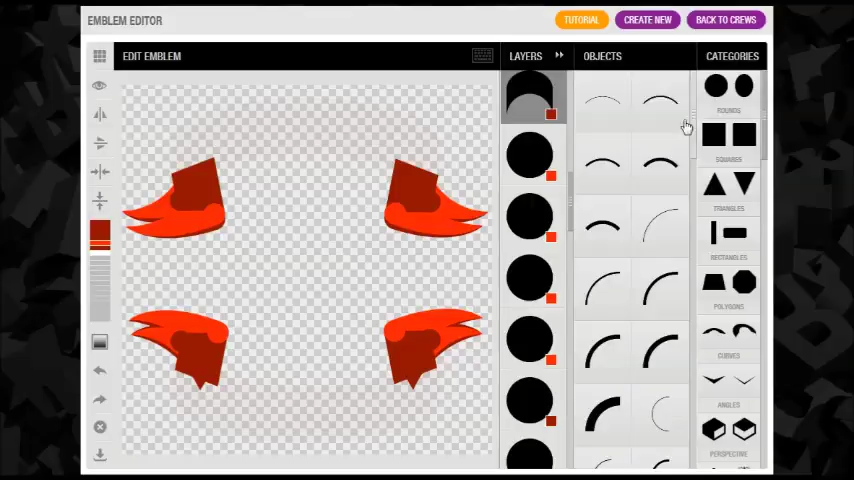 EMBLEM EDITOR
TUTORIAL
CREATE NEW
BACK TO CREWS
EDIT EMBLEM
LAYERS
OBJECTS
CATEGORIES
ROUNDS
SQUARES
TRIANGLES
RECTANGLES
POLYGONS
CURVES
ANGLES
PERSPECTIVE